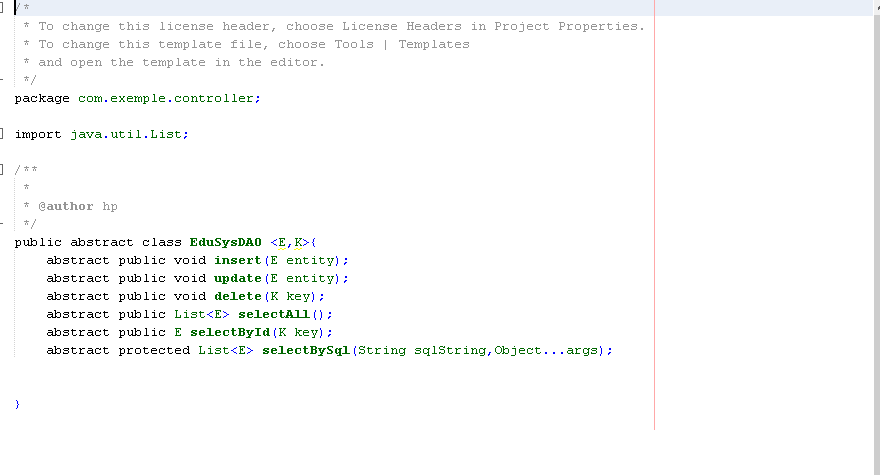 /*
 * To change this license header, choose License Headers in Project Properties.
 * To change this template file, choose Tools | Templates
 * and open the template in the editor.
 */
package com.exemple.controller;
import java.util.List;
/**
 *
 * @author hp
 */
public abstract class EduSysDAO <E,K>{
    abstract public void insert(E entity);
    abstract public void update(E entity);
    abstract public void delete(K key);
    abstract public List<E> selectAll();
    abstract public E selectById(K key);
    abstract protected List<E> selectBySql(String sqlString,Object...args);
}